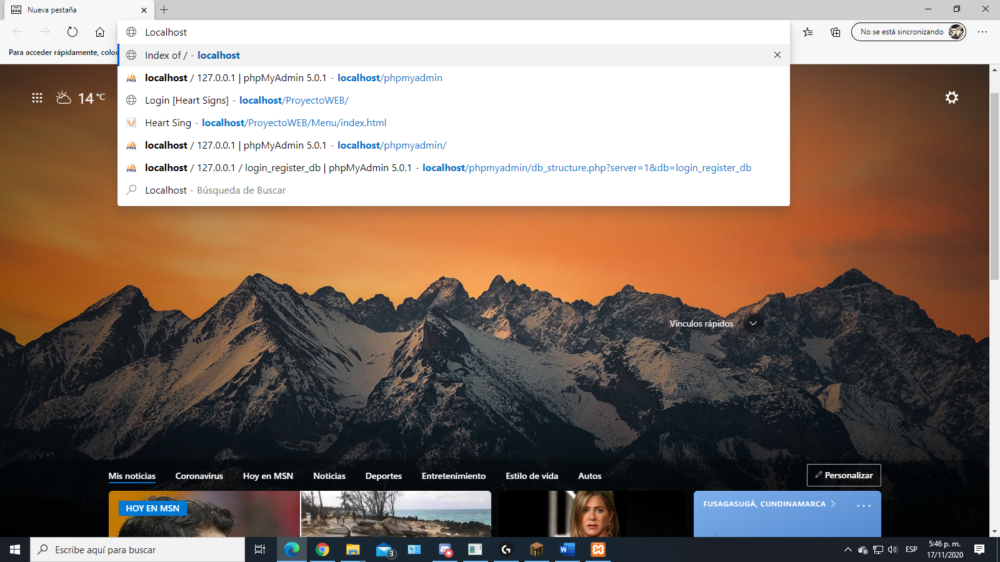 Nueva pestaña
Localhost
No se está sincronizando
Para acceder rápidamente, coloc
Index of / - localhost
localhost / 127.0.0.1 | phpMyAdmin 5.0.1 - localhost/phpmyadmin
Login [Heart Signs] - localhost/ProyectoWEB/
Heart Sing - localhost/ProyectoWEB/Menu/index.html
localhost / 127.0.0.1 | phpMyAdmin 5.0.1 - localhost/phpmyadmin/
localhost / 127.0.0.1 / login_register_db | phpMyAdmin 5.0.1 - localhost/phpmyadmin/db_structure.php?server=1&db=login_register_db
Localhost - Búsqueda de Buscar
14 °C
Vínculos rápidos
Mis noticias Coronavirus Hoy en MSN Noticias Deportes Entretenimiento Estilo de vida Autos
Personalizar
HOY EN MSN
FUSAGASUGÁ, CUNDINAMARCA
Escribe aquí para buscar
3
ESP
5:46 p. m.
17/11/2020